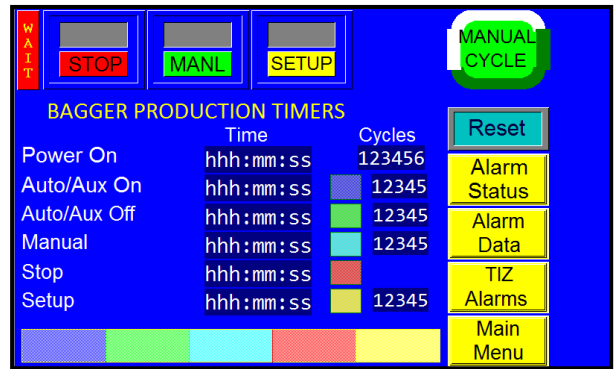 WAIT
STOP
MANL
SETUP
MANUAL
CYCLE
BAGGER PRODUCTION TIMERS
Time Cycles
Power On hhh:mm:ss 123456
Auto/Aux On hhh:mm:ss 12345
Auto/Aux Off hhh:mm:ss 12345
Manual hhh:mm:ss 12345
Stop hhh:mm:ss
Setup hhh:mm:ss 12345
Reset
Alarm
Status
Alarm
Data
TIZ
Alarms
Main
Menu